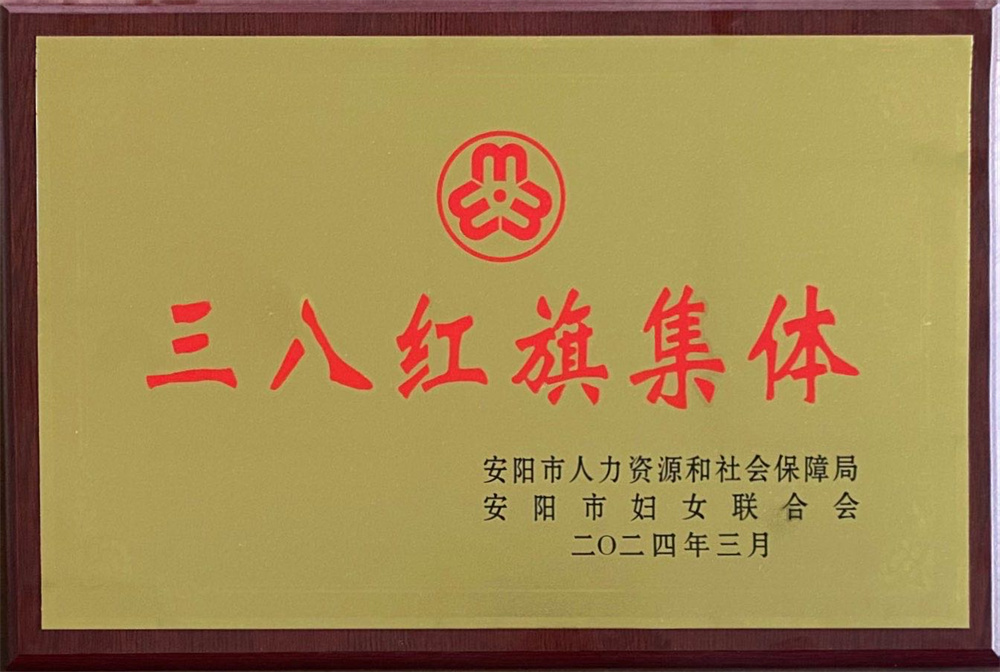 三八红旗集体
安阳市人力资源和社会保障局
安阳市妇女联合会
二〇二四年三月